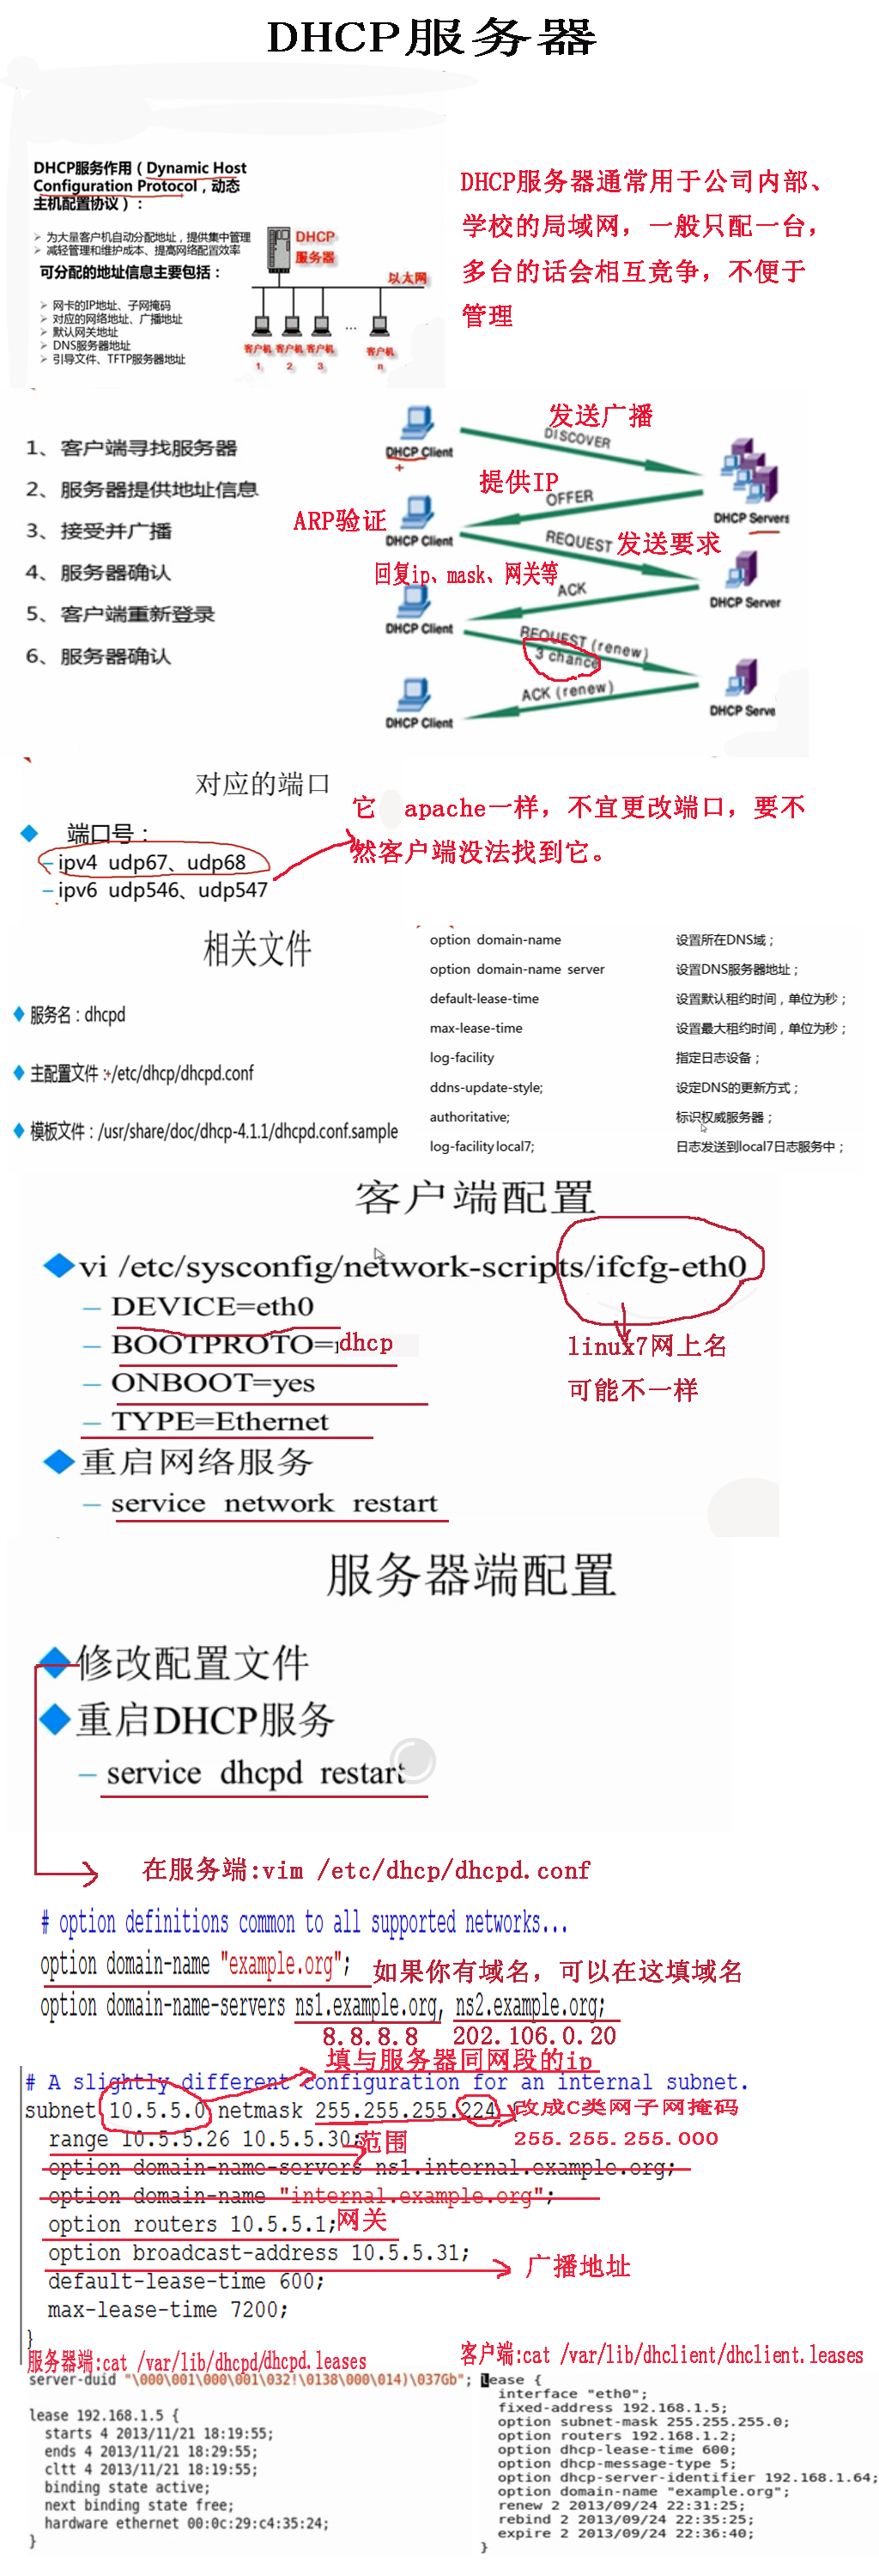 DHCP服务器
DHCP服务作用（Dynamic Host
Configuration Protocol，动态
主机配置协议）：
为大量客户机自动分配地址，提供集中管理
减轻管理和维护成本、提高网络配置效率
可分配的地址信息主要包括：
网卡的IP地址、子网掩码
对应的网络地址、广播地址
默认网关地址
DNS服务器地址
引导文件、TFTP服务器地址
DHCP
服务器
以太网
客户机 客户机 客户机 ... 客户机
1 2 3 n
DHCP服务器通常用于公司内部、
学校的局域网，一般只配一台，
多台的话会相互竞争，不便于
管理
1、客户端寻找服务器
2、服务器提供地址信息
3、接受并广播
4、服务器确认
5、客户端重新登录
6、服务器确认
发送广播
DISCOVER
DHCP Client
提供IP
OFFER
DHCP Servers
ARP验证
DHCP Client
REQUEST
发送要求
回复ip、mask、网关等
ACK
DHCP Server
DHCP Client
REQUEST (renew)
3 chance
ACK (renew)
DHCP Client
DHCP Serve
对应的端口
端口号：
– ipv4 udp67、udp68
– ipv6 udp546、udp547
它 apache一样，不宜更改端口，要不
然客户端没法找到它。
相关文件
服务名：dhcpd
主配置文件：/etc/dhcp/dhcpd.conf
模板文件：/usr/share/doc/dhcp-4.1.1/dhcpd.conf.sample
option domain-name 设置所在DNS域；
option domain-name server 设置DNS服务器地址；
default-lease-time 设置默认租约时间，单位为秒；
max-lease-time 设置最大租约时间，单位为秒；
log-facility 指定日志设备；
ddns-update-style; 设定DNS的更新方式；
authoritative; 标识权威服务器；
log-facility local7; 日志发送到local7日志服务中；
客户端配置
vi /etc/sysconfig/network-scripts/ifcfg-eth0
– DEVICE=eth0
– BOOTPROTO=dhcp
– ONBOOT=yes
– TYPE=Ethernet
linux7网上名
可能不一样
重启网络服务
– service network restart
服务器端配置
修改配置文件
重启DHCP服务
– service dhcpd restart
在服务端:vim /etc/dhcp/dhcpd.conf
# option definitions common to all supported networks...
option domain-name "example.org";
如果你有域名，可以在这填域名
option domain-name-servers ns1.example.org, ns2.example.org;
8.8.8.8 202.106.0.20
填与服务器同网段的ip
# A slightly different configuration for an internal subnet.
subnet 10.5.5.0 netmask 255.255.255.224
改成C类网子网掩码
255.255.255.000
range 10.5.5.26 10.5.5.30;
范围
option domain-name-servers ns1.internal.example.org;
option domain-name "internal.example.org";
option routers 10.5.5.1;网关
option broadcast-address 10.5.5.31;
广播地址
default-lease-time 600;
max-lease-time 7200;
}
服务器端:cat /var/lib/dhcpd/dhcpd.leases
server-duid "\000\001\000\001\032!\0138\000\014)\037Gb";
lease 192.168.1.5 {
starts 4 2013/11/21 18:19:55;
ends 4 2013/11/21 18:29:55;
cltt 4 2013/11/21 18:19:55;
binding state active;
next binding state free;
hardware ethernet 00:0c:29:c4:35:24;
}
客户端:cat /var/lib/dhclient/dhclient.leases
lease {
interface "eth0";
fixed-address 192.168.1.5;
option subnet-mask 255.255.255.0;
option routers 192.168.1.2;
option dhcp-lease-time 600;
option dhcp-message-type 5;
option dhcp-server-identifier 192.168.1.64;
option domain-name "example.org";
renew 2 2013/09/24 22:31:25;
rebind 2 2013/09/24 22:35:25;
expire 2 2013/09/24 22:36:40;
}